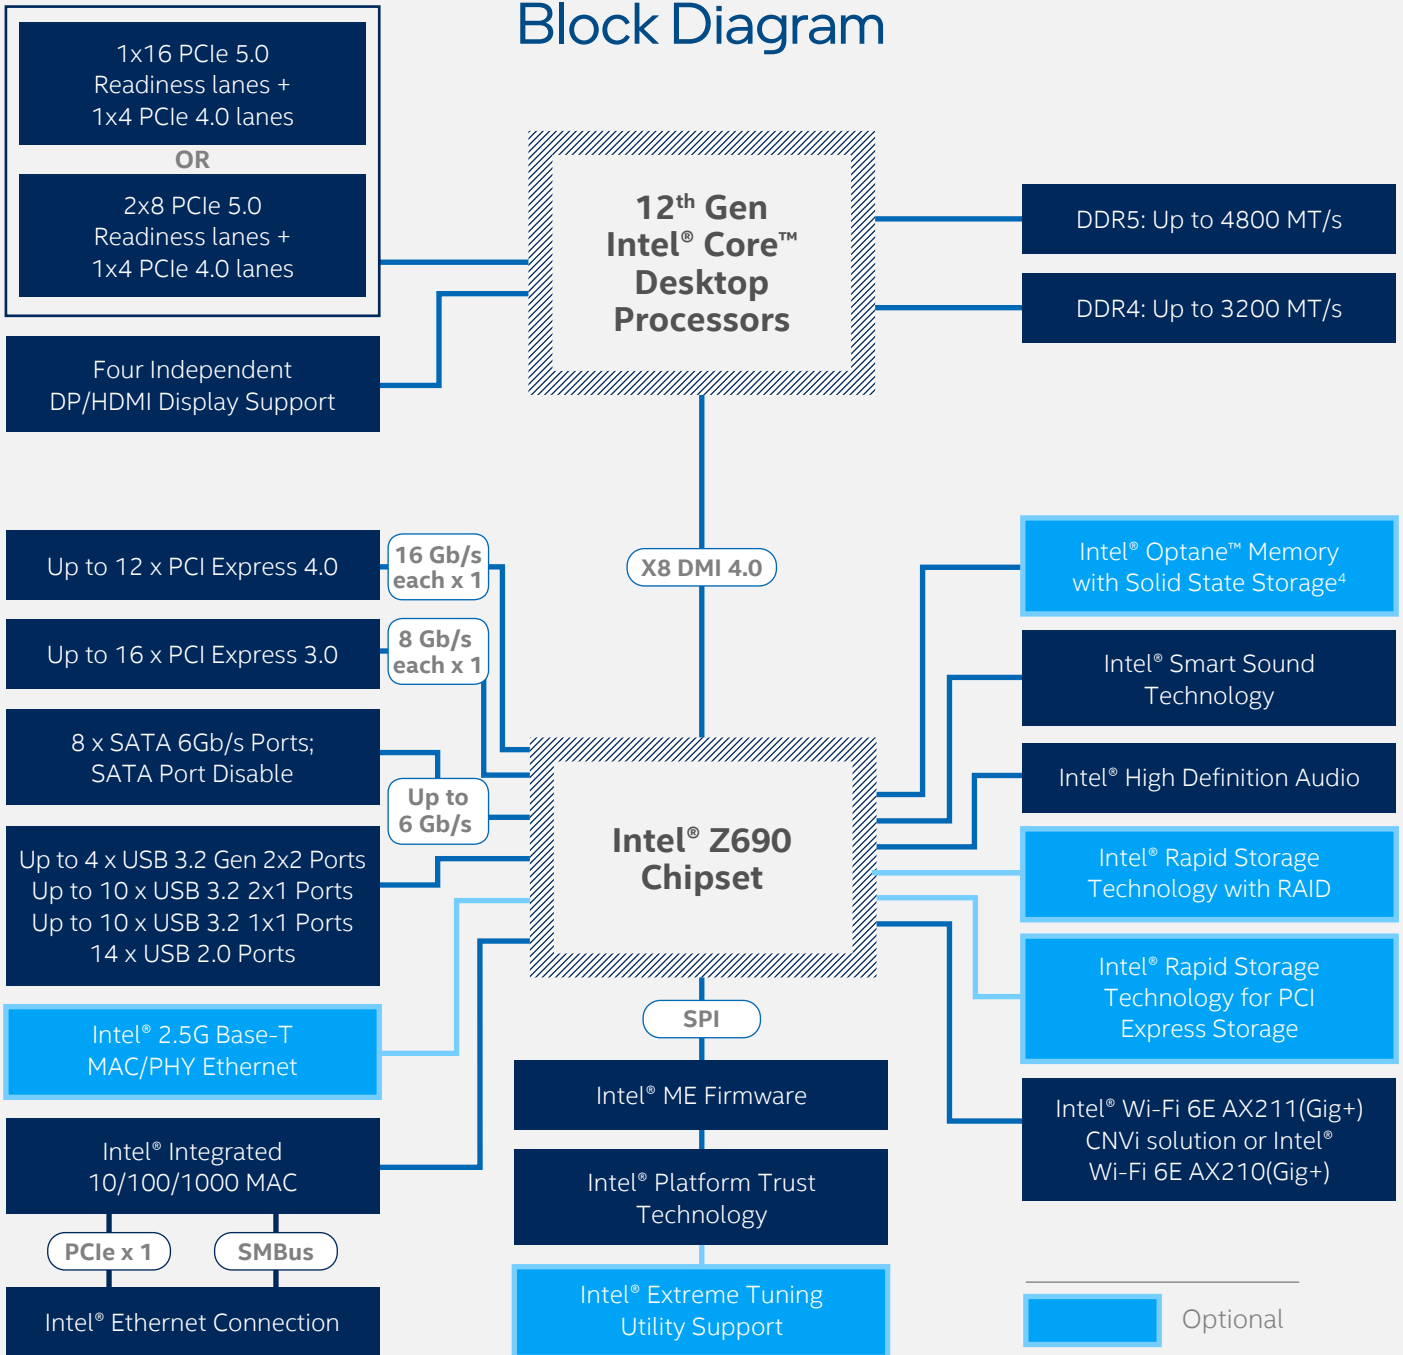 Block Diagram
1x16 PCIe 5.0
Readiness lanes +
1x4 PCIe 4.0 lanes
OR
2x8 PCIe 5.0
Readiness lanes +
1x4 PCIe 4.0 lanes
Four Independent
DP/HDMI Display Support
12th Gen
Intel® Core™
Desktop
Processors
DDR5: Up to 4800 MT/s
DDR4: Up to 3200 MT/s
X8 DMI 4.0
Up to 12 x PCI Express 4.0
16 Gb/s
each x 1
Up to 16 x PCI Express 3.0
8 Gb/s
each x 1
8 x SATA 6Gb/s Ports;
SATA Port Disable
Up to
6 Gb/s
Up to 4 x USB 3.2 Gen 2x2 Ports
Up to 10 x USB 3.2 2x1 Ports
Up to 10 x USB 3.2 1x1 Ports
14 x USB 2.0 Ports
Intel® 2.5G Base-T
MAC/PHY Ethernet
Intel® Integrated
10/100/1000 MAC
PCIe x 1
SMBus
Intel® Ethernet Connection
Intel® Z690
Chipset
SPI
Intel® ME Firmware
Intel® Platform Trust
Technology
Intel® Extreme Tuning
Utility Support
Intel® Optane™ Memory
with Solid State Storage⁴
Intel® Smart Sound
Technology
Intel® High Definition Audio
Intel® Rapid Storage
Technology with RAID
Intel® Rapid Storage
Technology for PCI
Express Storage
Intel® Wi-Fi 6E AX211(Gig+)
CNVi solution or Intel®
Wi-Fi 6E AX210(Gig+)
Optional